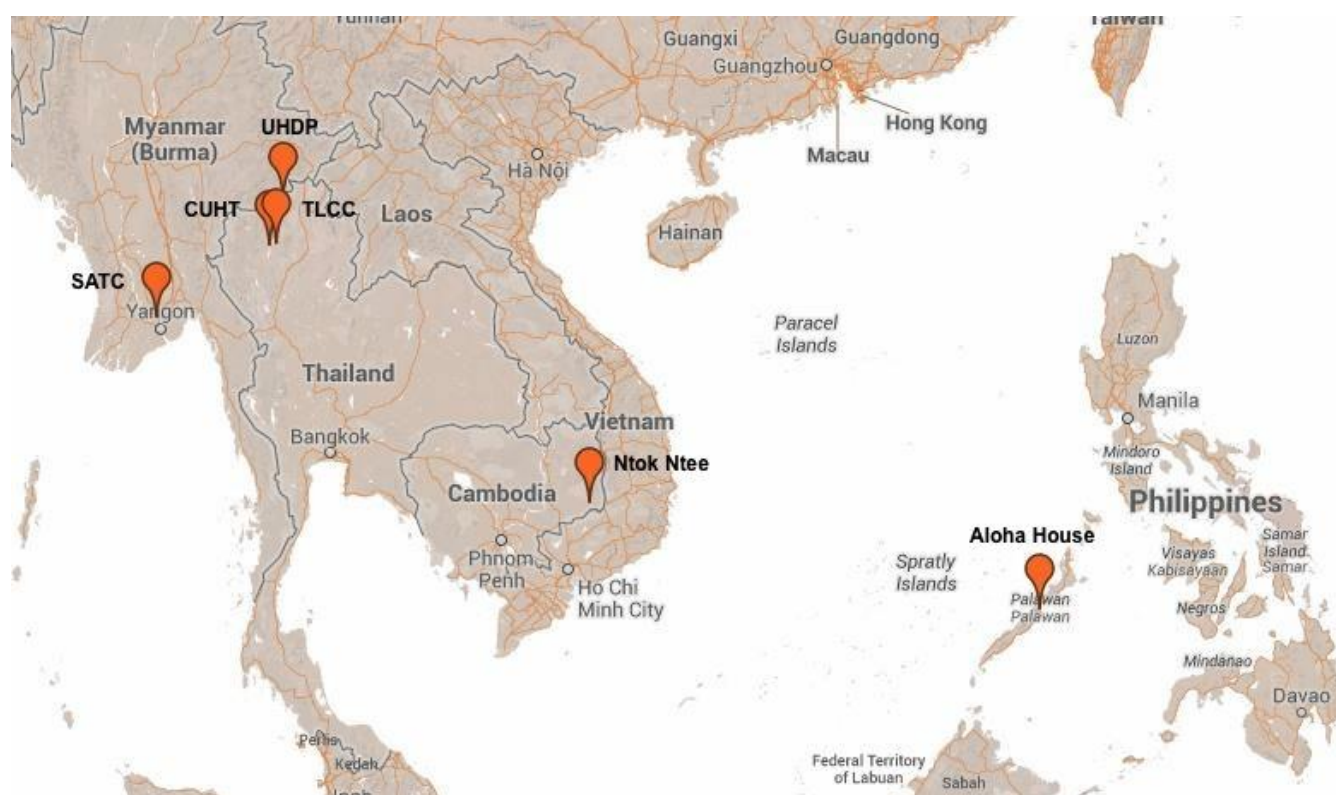 Yunnan
Taiwan
Guangxi
Guangdong
Guangzhou
Hong Kong
Macau
Myanmar
(Burma)
UHDP
Hà Nội
CUHT
TLCC
Laos
Hainan
SATC
Yangon
Paracel
Islands
Luzon
Thailand
Manila
Vietnam
Bangkok
Mindoro
Island
Ntok Ntee
Cambodia
Philippines
Aloha House
Samar
Island
Samar
Phnom
Penh
Spratly
Islands
Visayas
Kabisayaan
Ho Chi
Minh City
Palawan
Palawan
Negros
Mindanao
Davao
Perlis
Kedah
Federal Territory
of Labuan
Sabah